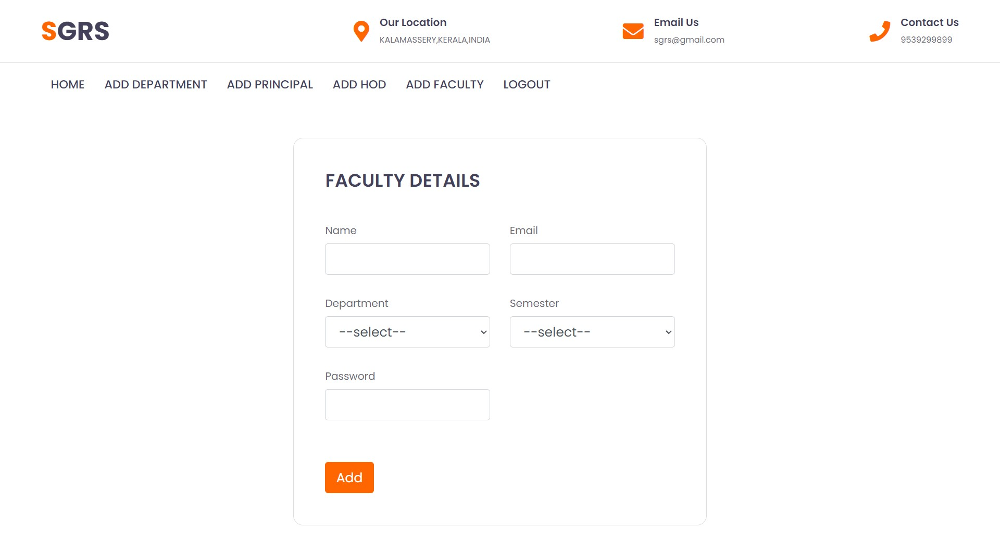 SGRS
Our Location
KALAMASSERY,KERALA,INDIA
Email Us
sgrs@gmail.com
Contact Us
9539299899
HOME ADD DEPARTMENT ADD PRINCIPAL ADD HOD ADD FACULTY LOGOUT
FACULTY DETAILS
Name Email
Department Semester
--select-- --select--
Password
Add